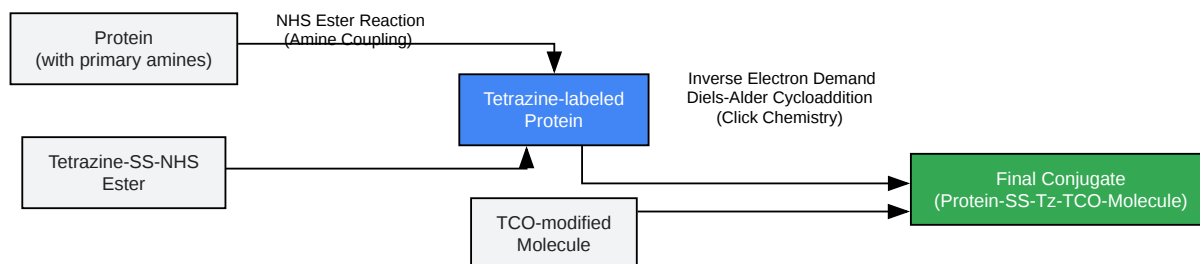 Protein
(with primary amines)
NHS Ester Reaction
(Amine Coupling)
Tetrazine-labeled
Protein
Inverse Electron Demand
Diels-Alder Cycloaddition
(Click Chemistry)
Tetrazine-SS-NHS
Ester
TCO-modified
Molecule
Final Conjugate
(Protein-SS-Tz-TCO-Molecule)